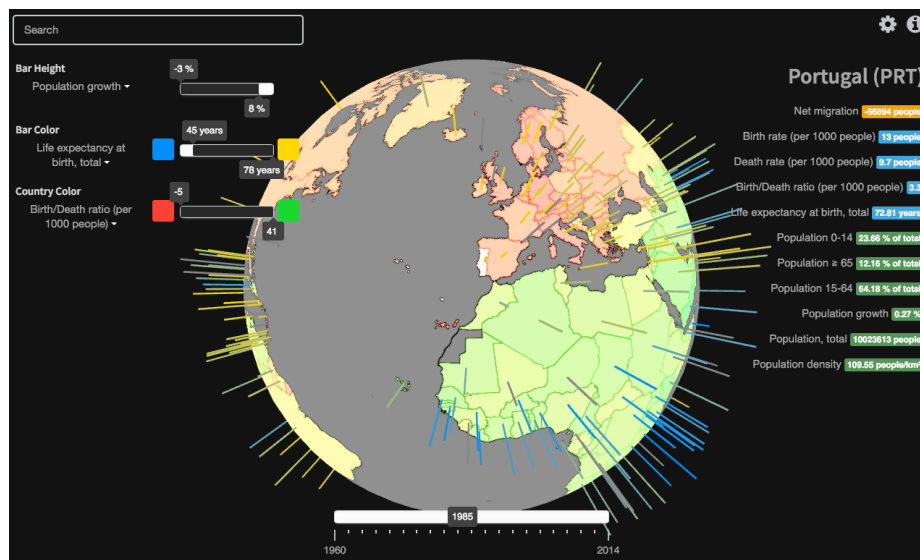 Search
Bar Height
Population growth
-3 %
8 %
Bar Color
Life expectancy at
birth, total
45 years
78 years
Country Color
Birth/Death ratio (per
1000 people)
-5
41
Portugal (PRT)
Net migration -66894 people
Birth rate (per 1000 people) 13 people
Death rate (per 1000 people) 9.7 people
Birth/Death ratio (per 1000 people) 3.3
Life expectancy at birth, total 72.81 years
Population 0-14 23.66 % of total
Population ≥ 65 12.16 % of total
Population 15-64 64.18 % of total
Population growth 0.27 %
Population, total 10023613 people
Population density 109.55 people/km²
1985
1960
2014